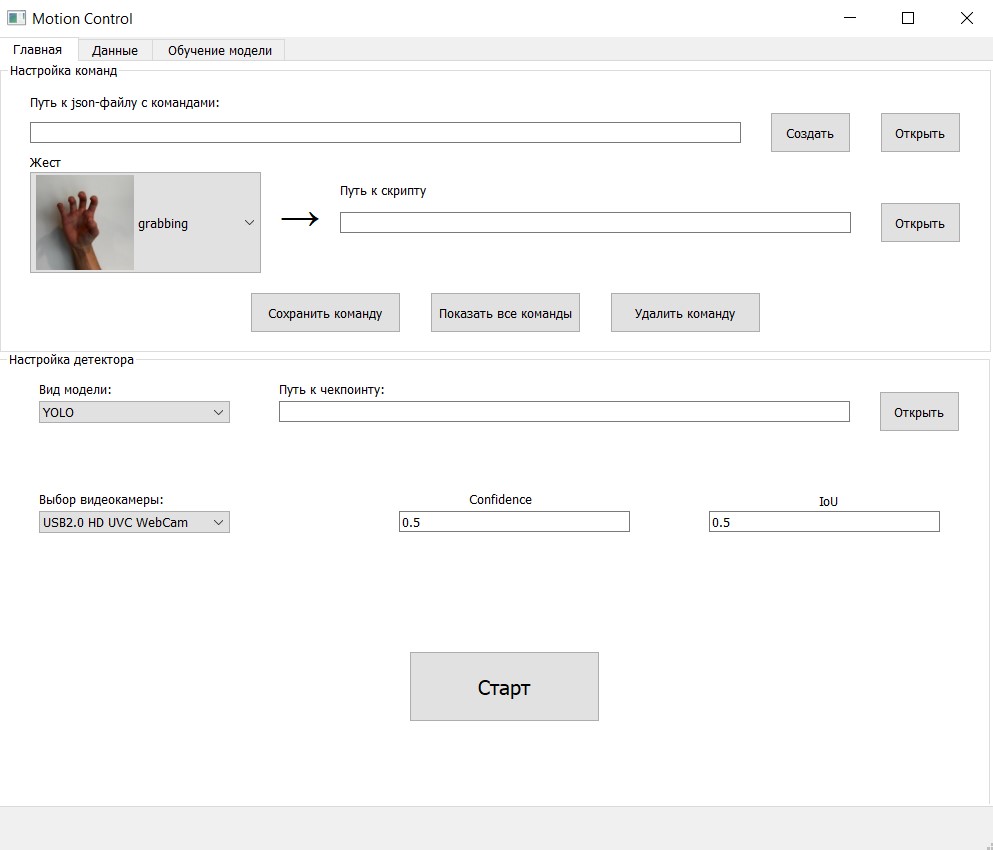 Motion Control
Главная Данные Обучение модели
Настройка команд
Путь к json-файлу с командами:
Создать Открыть
Жест
grabbing
Путь к скрипту
Открыть
Сохранить команду Показать все команды Удалить команду
Настройка детектора
Вид модели: Путь к чекпоинту:
YOLO Открыть
Выбор видеокамеры: Confidence IoU
USB2.0 HD UVC WebCam 0.5 0.5
Старт